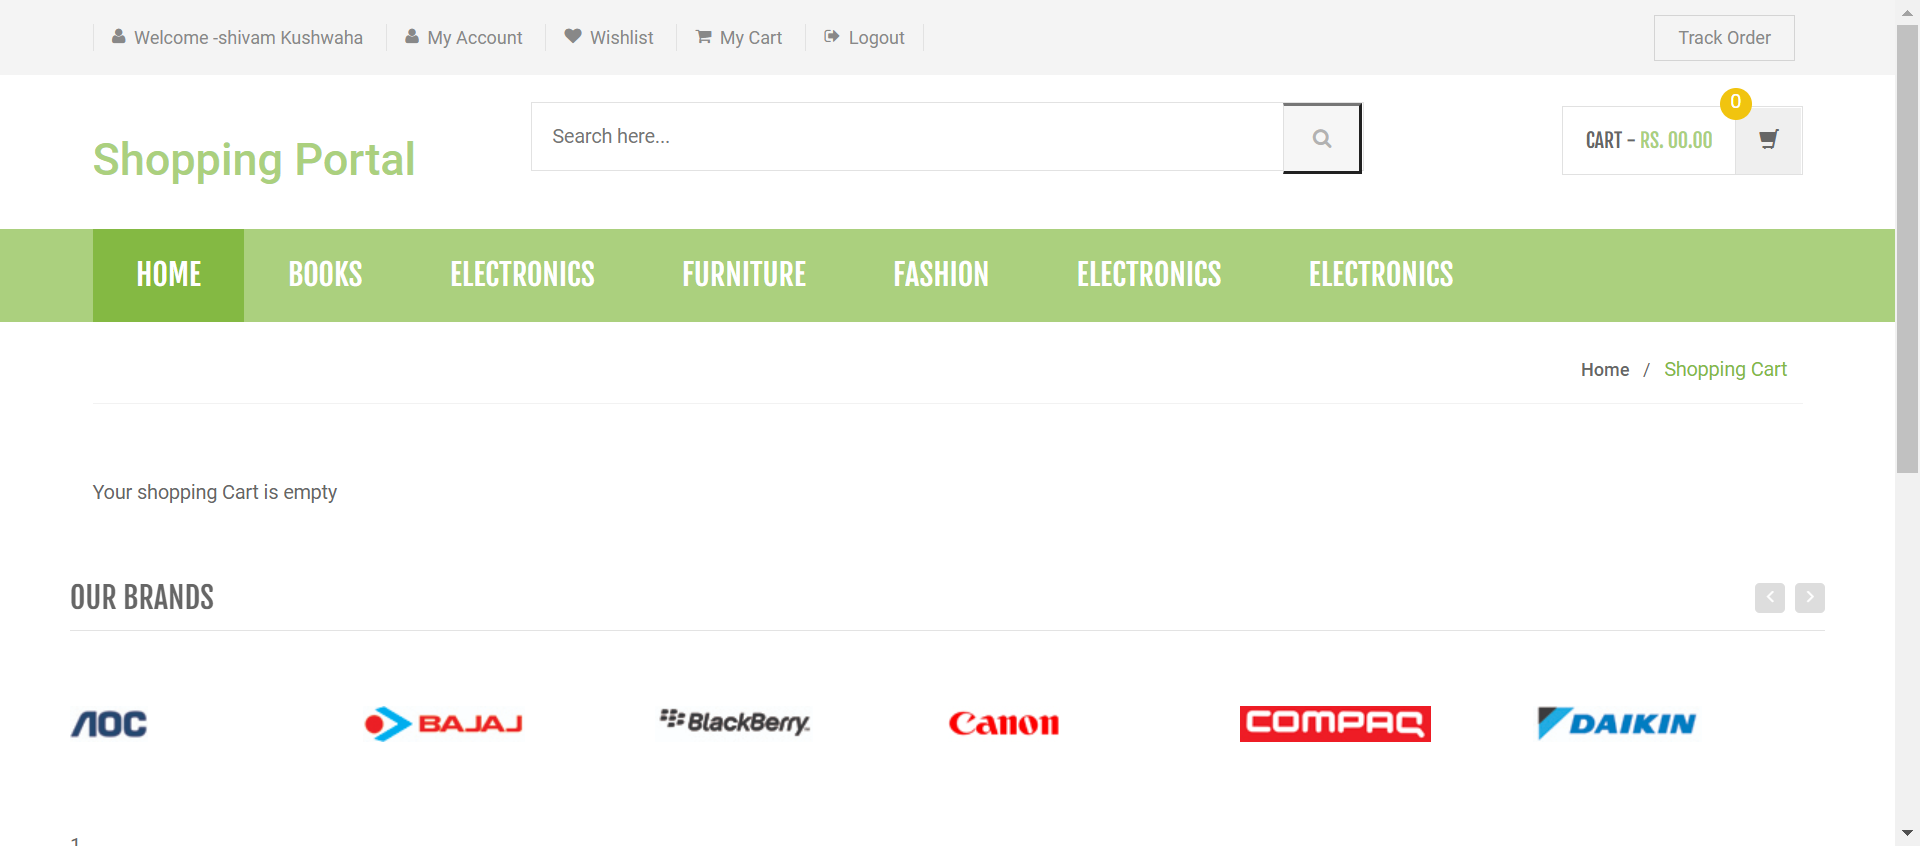 Welcome -shivam Kushwaha My Account Wishlist My Cart Logout Track Order
Shopping Portal
Search here...
0
CART - RS. 00.00
HOME BOOKS ELECTRONICS FURNITURE FASHION ELECTRONICS ELECTRONICS
Home / Shopping Cart
Your shopping Cart is empty
OUR BRANDS
AOC BAJAJ BlackBerry. Canon COMPAQ DAIKIN
1